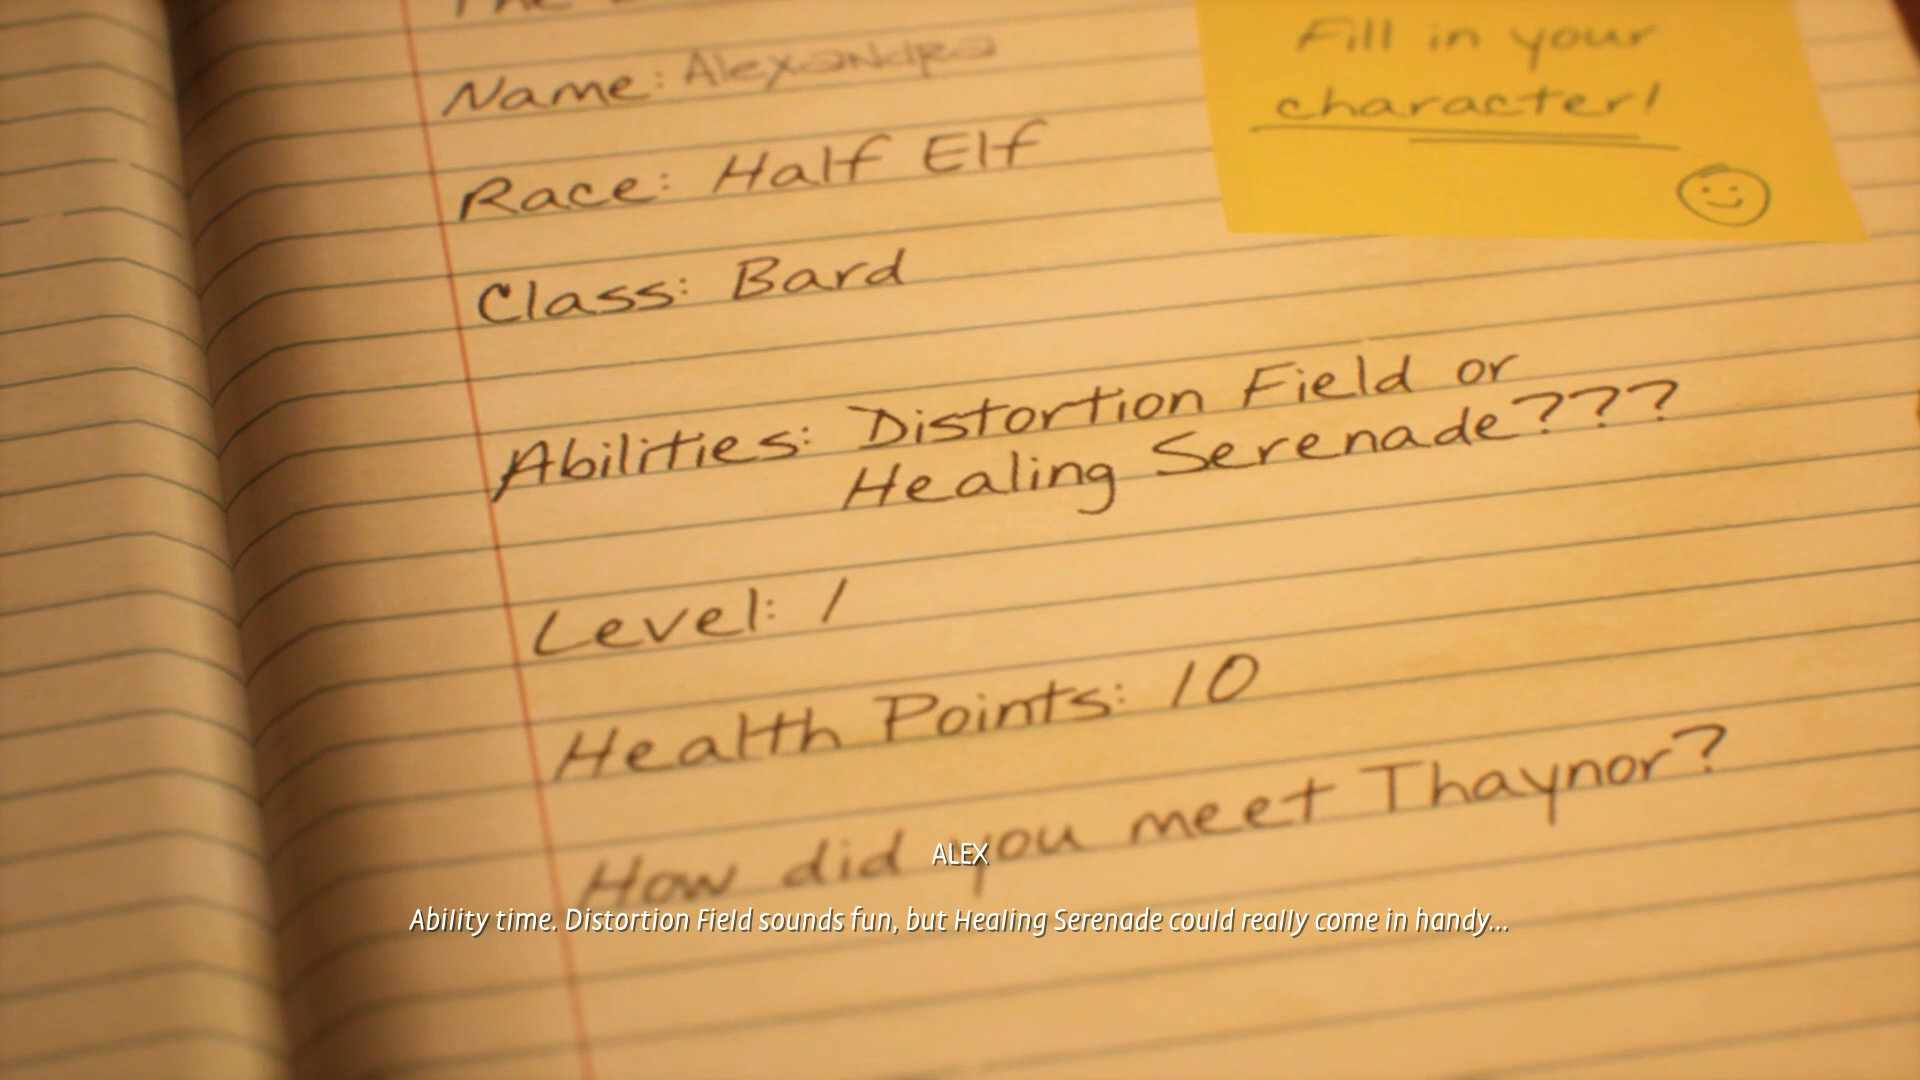 The
Name: Alexandra
Race: Half Elf
Class: Bard
Abilities: Distortion Field or
Healing Serenade???
Level: 1
Health Points: 10
How did you meet Thaynor?
Fill in your
character!
ALEX
Ability time. Distortion Field sounds fun, but Healing Serenade could really come in handy...